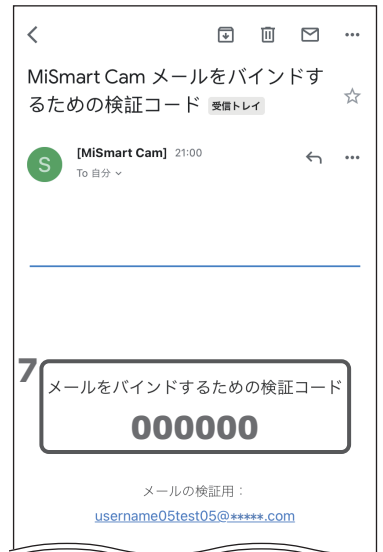 MiSmart Cam メールをバインドす
るための検証コード 受信トレイ
S
[MiSmart Cam] 21:00
To 自分
7
メールをバインドするための検証コード
000000
メールの検証用：
username05test05@*****.com